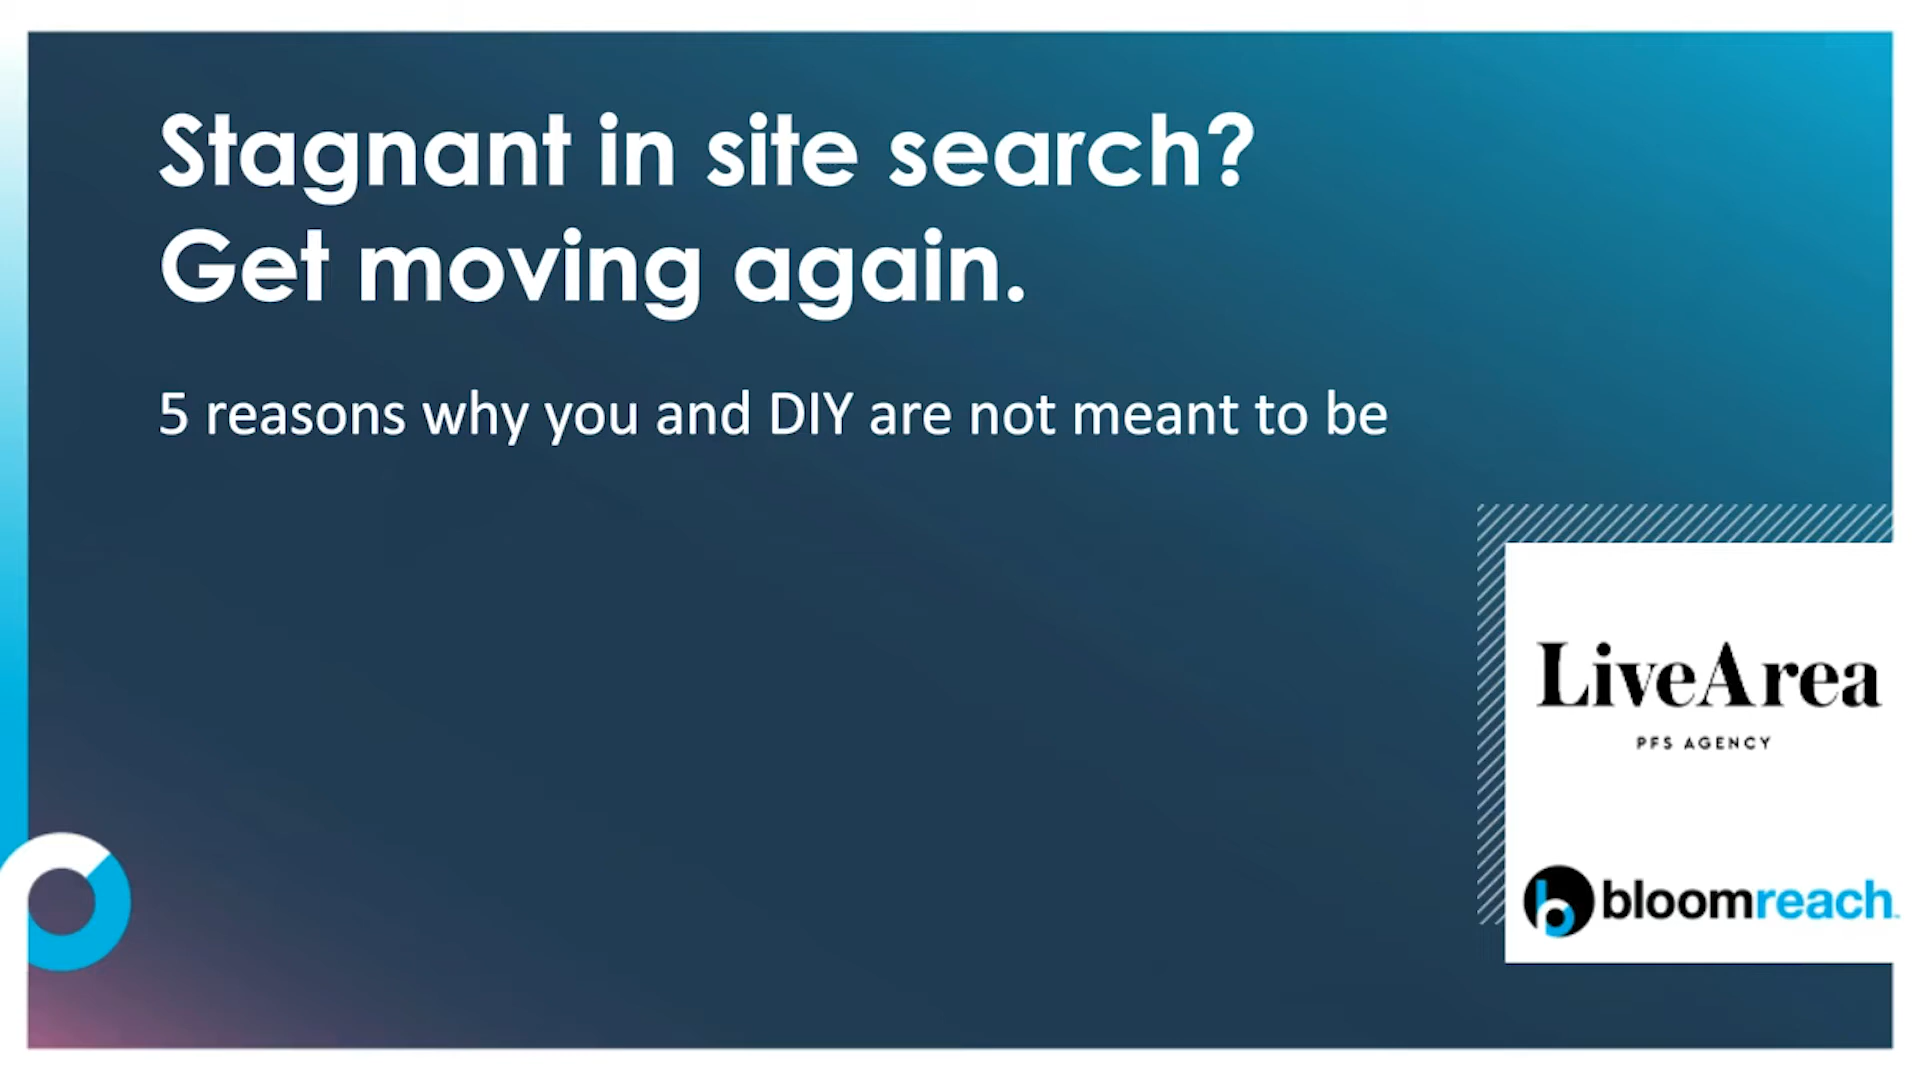 Stagnant in site search?
Get moving again.
5 reasons why you and DIY are not meant to be
LiveArea
PFS AGENCY
bloomreach